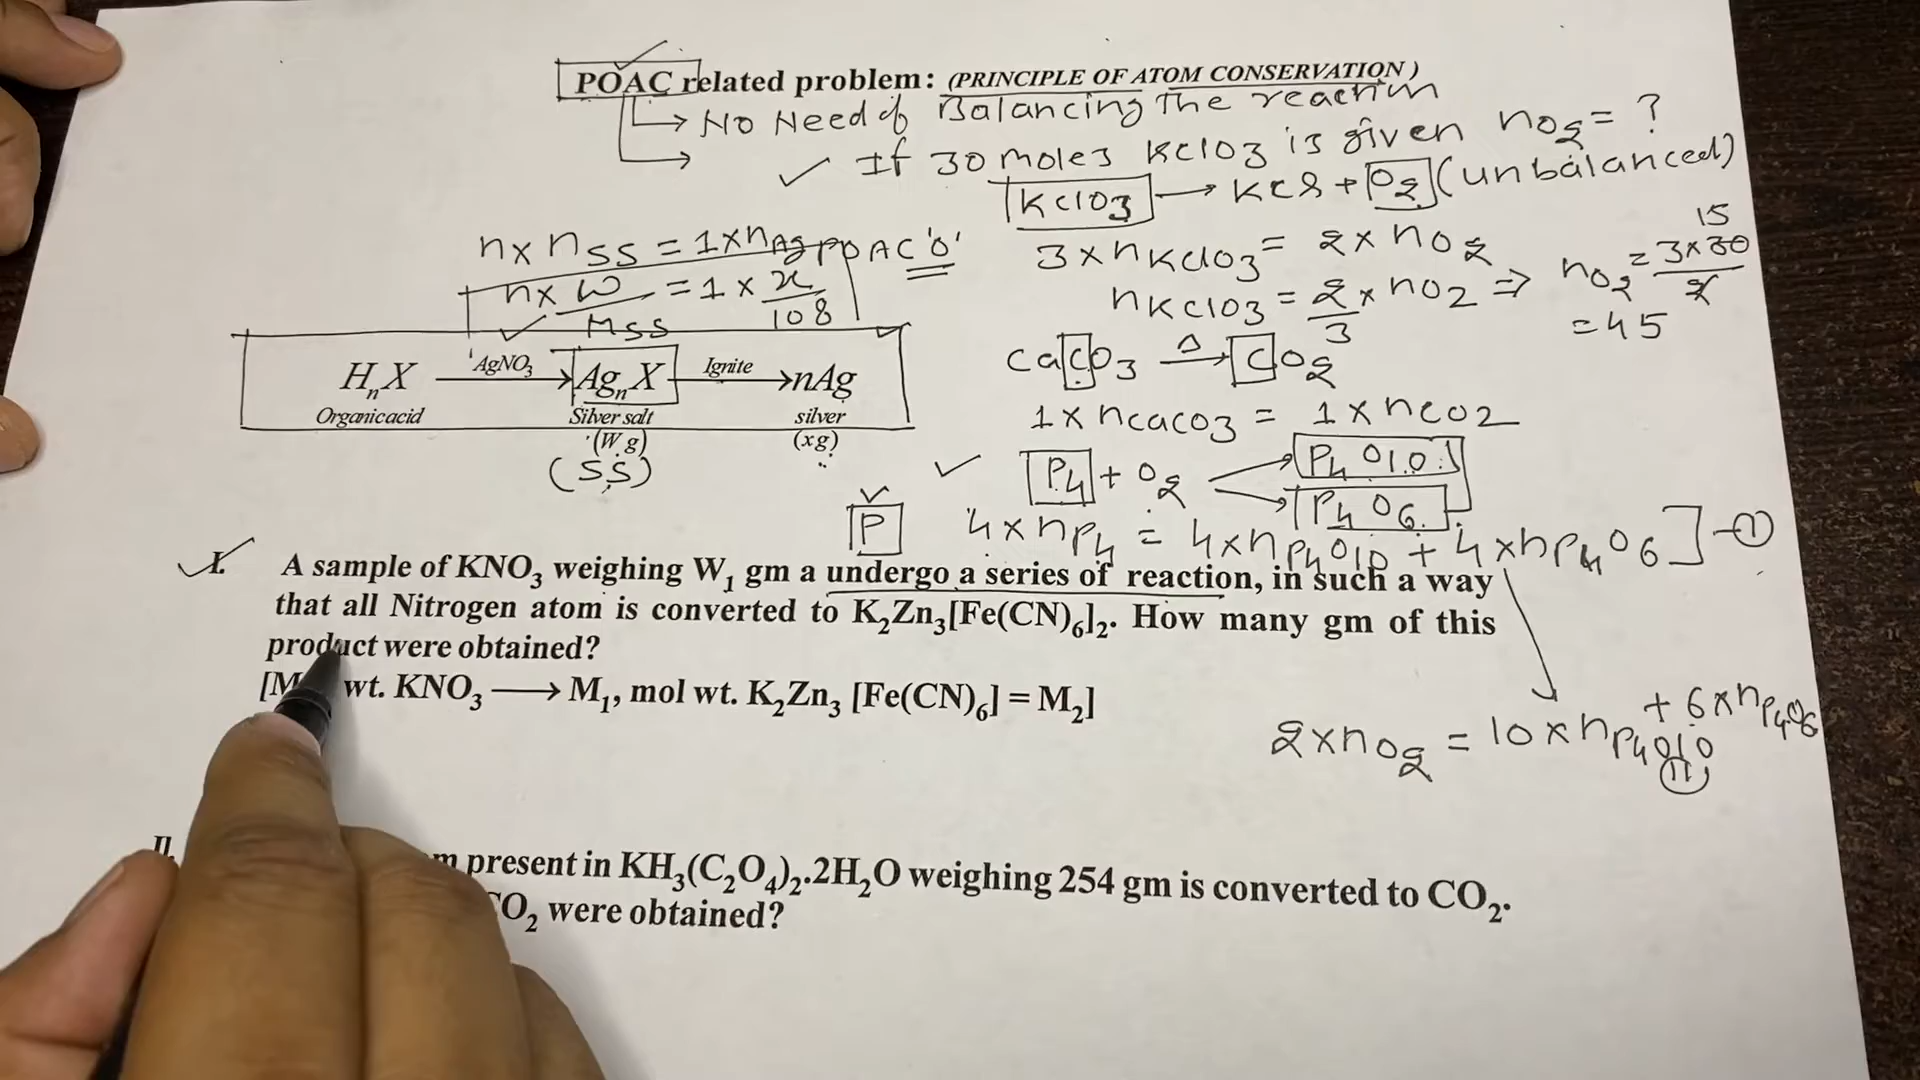 POAC related problem: (PRINCIPLE OF ATOM CONSERVATION)
→ No Need of Balancing The reaction
→ ✓ If 30 moles KClO3 is given nO2 = ?
KClO3 → KCl + O2 (unbalanced)
n x nSS = 1 x nAg POAC 'O' 3 x nKClO3 = 2 x nO2
n x W/MSS = 1 x x/108
nKClO3 = 2/3 x nO2 ⇒ nO2 = 3x30/2
15
= 45
HnX —AgNO3→ AgnX —Ignite→ nAg
Organic acid Silver salt silver
(W g) (x g)
(SS)
CaCO3 —Δ→ CO2
1 x nCaCO3 = 1 x nCO2
✓ P4 + O2 → P4O10
→ P4O6
P 4 x nP4 = 4 x nP4O10 + 4 x nP4O6] - (I)
I. A sample of KNO3 weighing W1 gm a undergo a series of reaction, in such a way
that all Nitrogen atom is converted to K2Zn3[Fe(CN)6]2. How many gm of this
product were obtained?
wt. KNO3 ⟶ M1, mol wt. K2Zn3 [Fe(CN)6] = M2]
2 x nO2 = 10 x nP4O10 + 6 x nP4O6
(II)
II. present in KH3(C2O4)2.2H2O weighing 254 gm is converted to CO2.
were obtained?